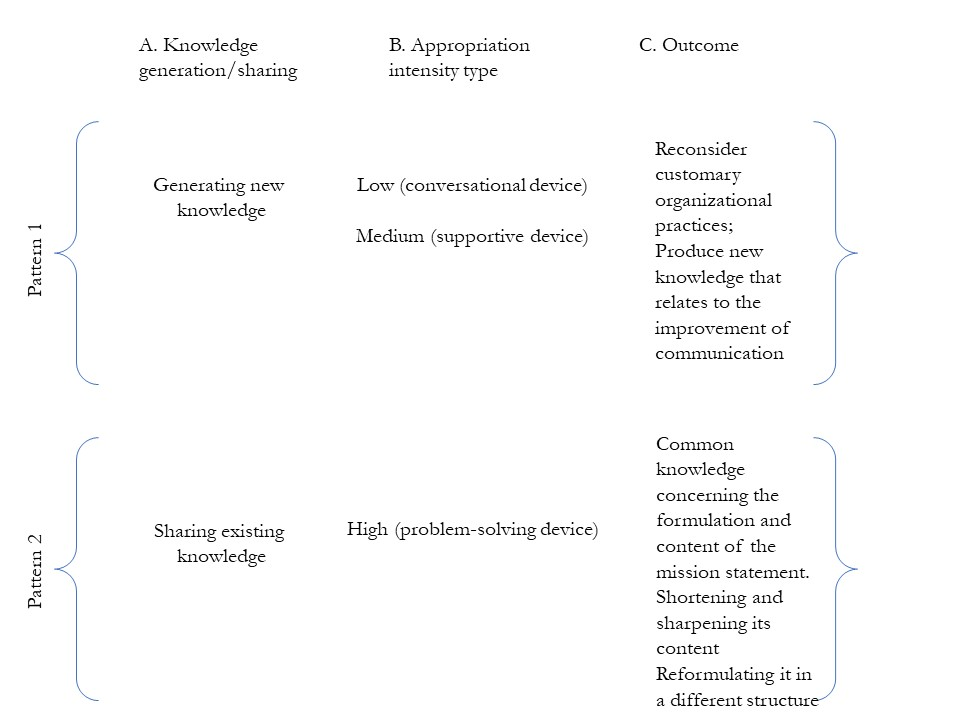 A. Knowledge
generation/sharing
B. Appropriation
intensity type
C. Outcome
Pattern 1
Generating new
knowledge
Low (conversational device)
Medium (supportive device)
Reconsider
customary
organizational
practices;
Produce new
knowledge that
relates to the
improvement of
communication
Pattern 2
Sharing existing
knowledge
High (problem-solving device)
Common
knowledge
concerning the
formulation and
content of the
mission statement.
Shortening and
sharpening its
content
Reformulating it in
a different structure